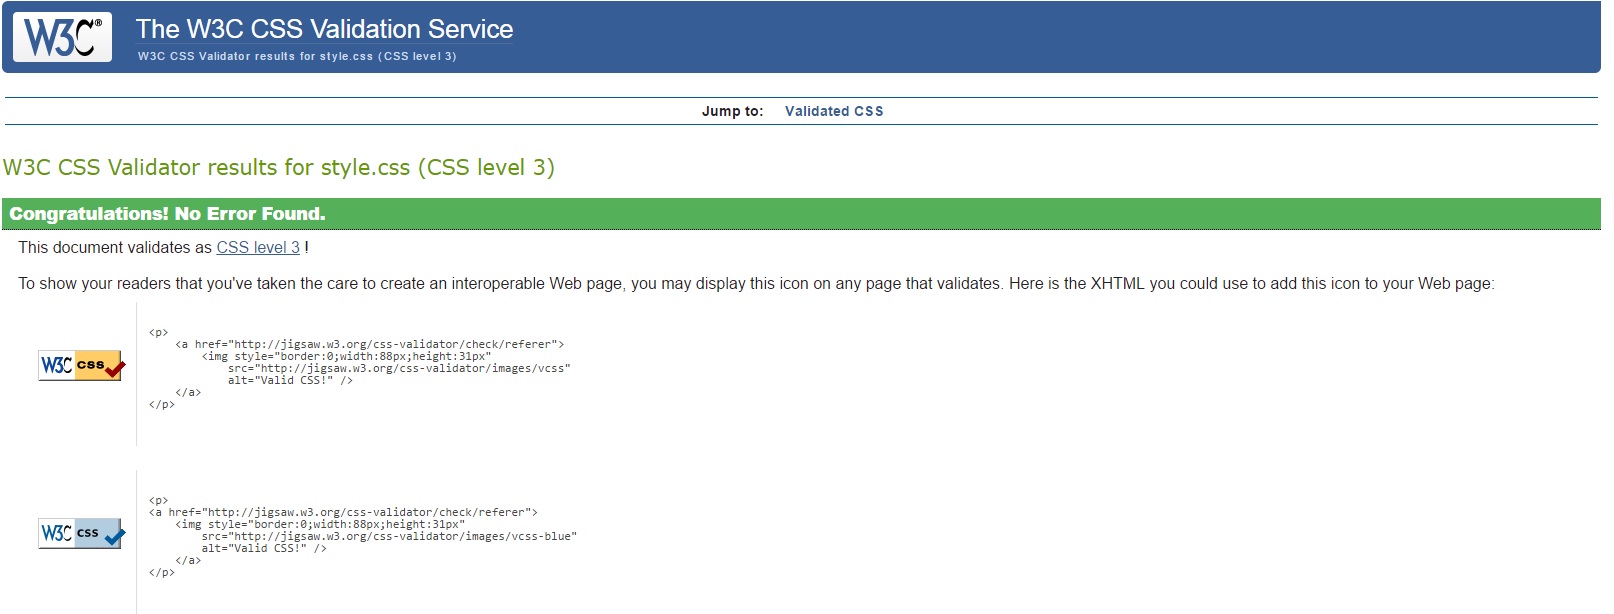 W3C® The W3C CSS Validation Service
W3C CSS Validator results for style.css (CSS level 3)
Jump to: Validated CSS
W3C CSS Validator results for style.css (CSS level 3)
Congratulations! No Error Found.
This document validates as CSS level 3 !
To show your readers that you've taken the care to create an interoperable Web page, you may display this icon on any page that validates. Here is the XHTML you could use to add this icon to your Web page:
W3C css
<p>
    <a href="http://jigsaw.w3.org/css-validator/check/referer">
        <img style="border:0;width:88px;height:31px"
            src="http://jigsaw.w3.org/css-validator/images/vcss"
            alt="Valid CSS!" />
    </a>
</p>
W3C css
<p>
<a href="http://jigsaw.w3.org/css-validator/check/referer">
    <img style="border:0;width:88px;height:31px"
        src="http://jigsaw.w3.org/css-validator/images/vcss-blue"
        alt="Valid CSS!" />
    </a>
</p>